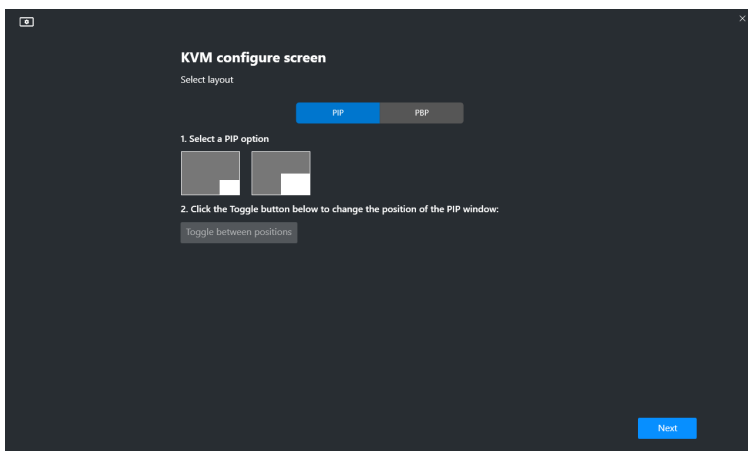 KVM configure screen
Select layout
PIP PBP
1. Select a PIP option
2. Click the Toggle button below to change the position of the PIP window:
Toggle between positions
Next